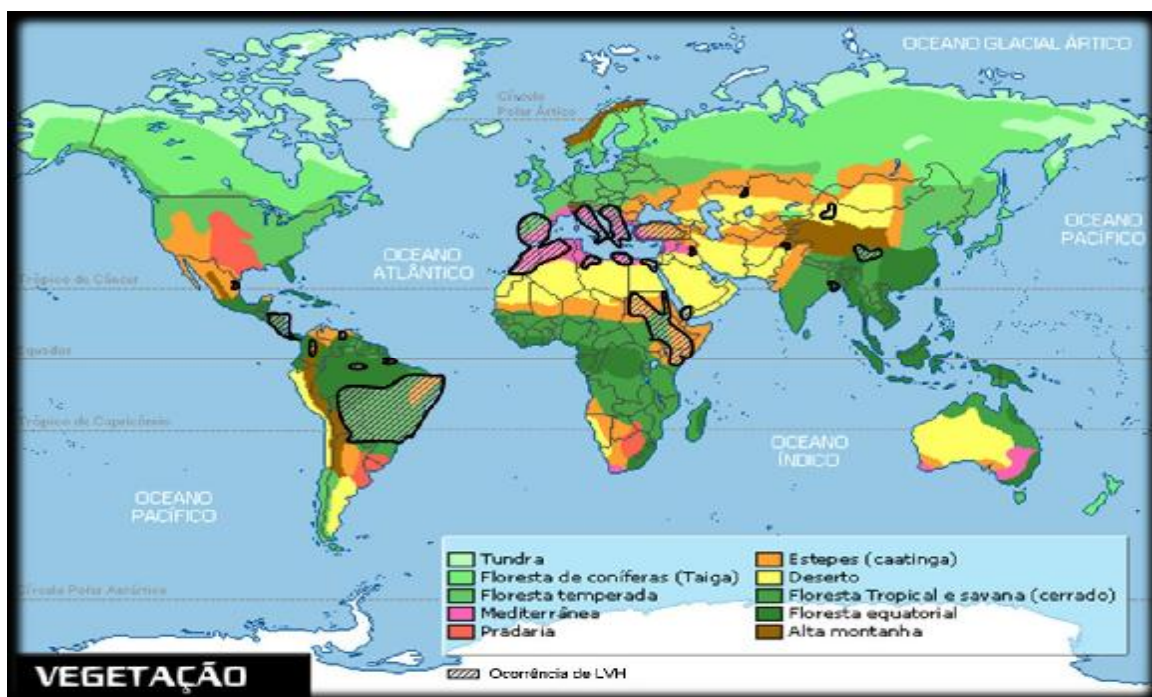 OCEANO GLACIAL ÁRTICO
Círculo
Polar Ártico
OCEANO
PACÍFICO
OCEANO
ATLÂNTICO
Trópico de Câncer
Equador
Trópico de Capricórnio
OCEANO
ÍNDICO
OCEANO
PACÍFICO
Círculo Polar Antártico
Tundra
Floresta de coníferas (Taiga)
Floresta temperada
Mediterrânea
Pradaria
Estepes (caatinga)
Deserto
Floresta Tropical e savana (cerrado)
Floresta equatorial
Alta montanha
VEGETAÇÃO
Ocorrência de LVH